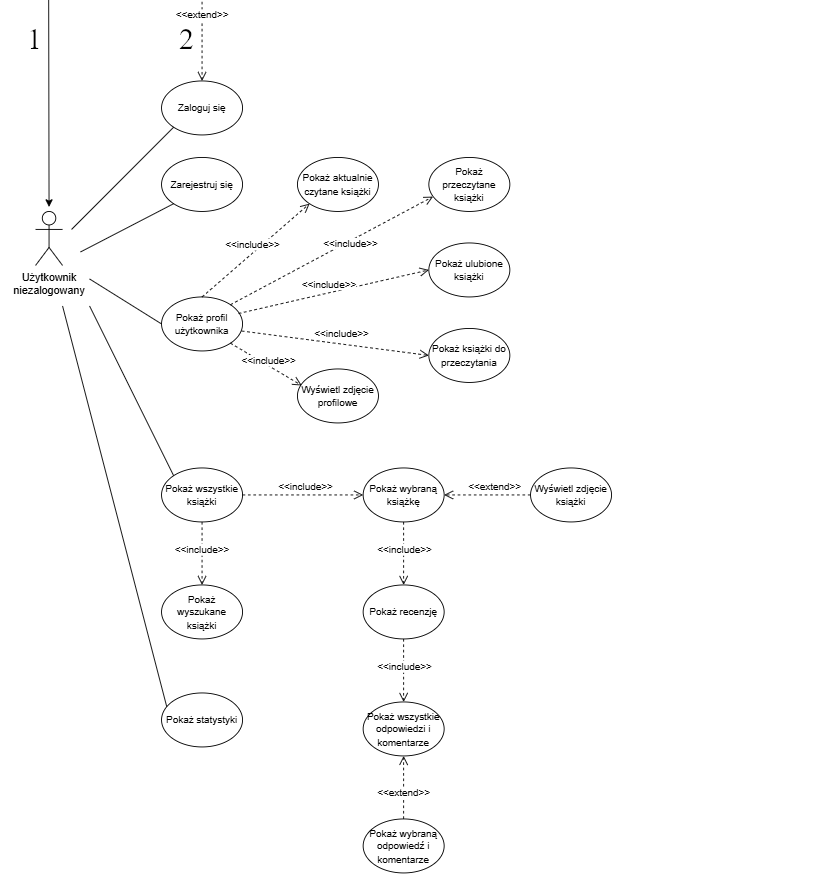 <<extend>>
1
2
Zaloguj się
Zarejestruj się
Pokaż aktualnie
czytane książki
Pokaż
przeczytane
książki
<<include>>
<<include>>
Użytkownik
niezalogowany
Pokaż ulubione
książki
<<include>>
Pokaż profil
użytkownika
<<include>>
Pokaż książki do
przeczytania
<<include>>
Wyświetl zdjęcie
profilowe
Pokaż wszystkie
książki
<<include>>
Pokaż wybraną
książkę
<<extend>>
Wyświetl zdjęcie
książki
<<include>>
<<include>>
Pokaż
wyszukane
książki
Pokaż recenzję
<<include>>
Pokaż statystyki
Pokaż wszystkie
odpowiedzi i
komentarze
<<extend>>
Pokaż wybraną
odpowiedź i
komentarze